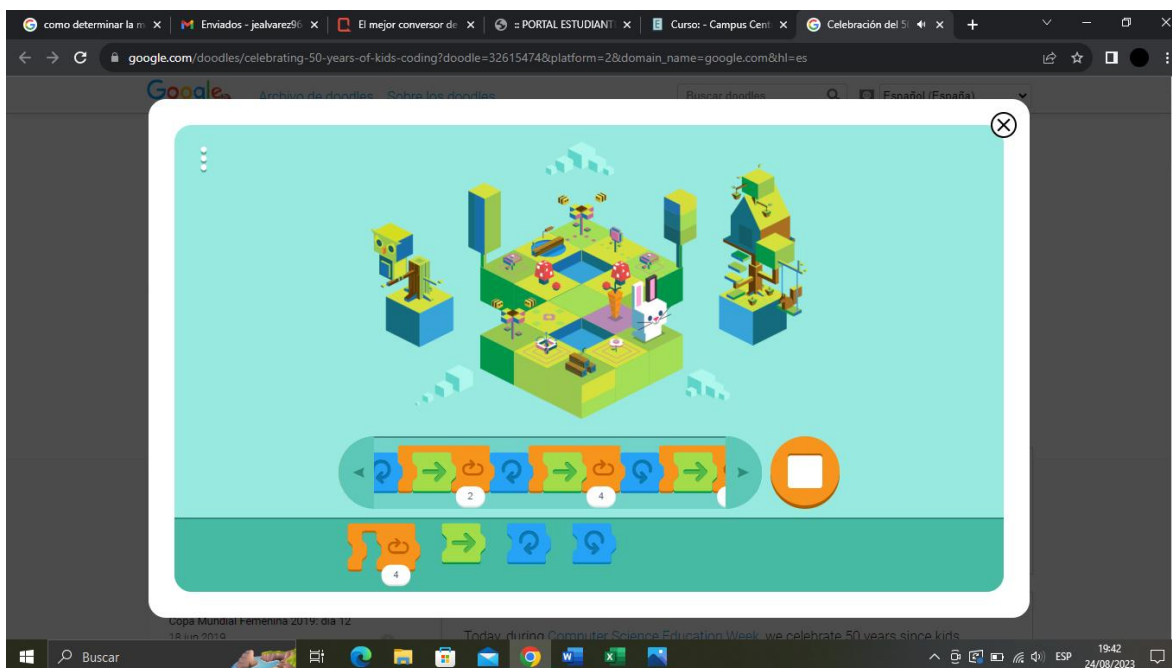 como determinar la m
Enviados - jealvarez96
El mejor conversor de
:: PORTAL ESTUDIANT
Curso: - Campus Cent
Celebración del 5
google.com/doodles/celebrating-50-years-of-kids-coding?doodle=32615474&platform=2&domain_name=google.com&hl=es
Google
Archivo de doodles Sobre los doodles
Buscar doodles
Español (España)
2
4
4
Copa Mundial Femenina 2019: día 12
18 jun 2019
Today, during Computer Science Education Week, we celebrate 50 years since kids
Buscar
ESP
19:42
24/08/2023